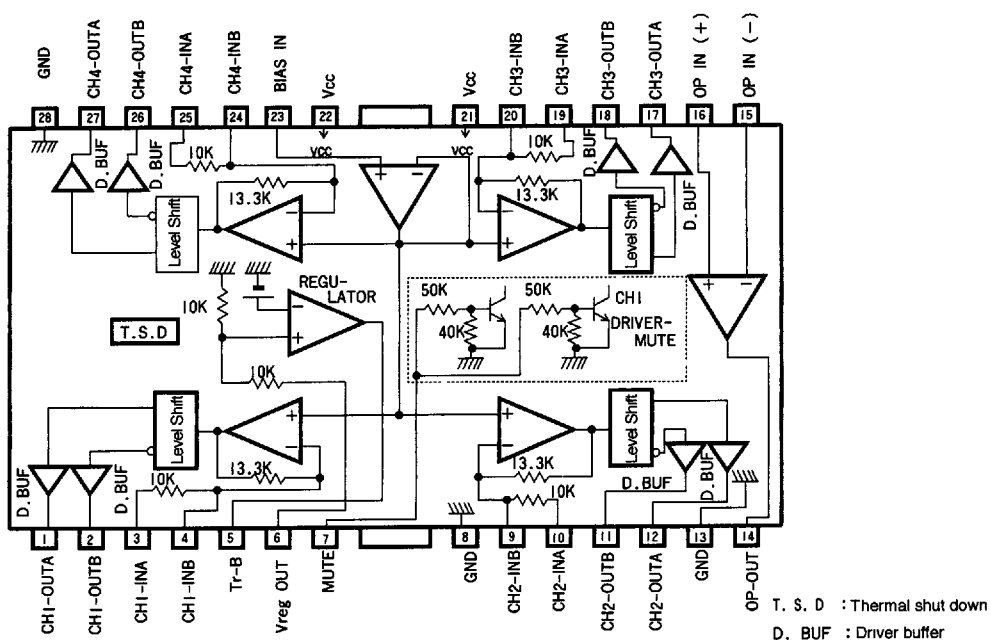 GND
CH4-OUTA
CH4-OUTB
CH4-INA
CH4-INB
BIAS IN
Vcc
Vcc
CH3-INB
CH3-INA
CH3-OUTB
CH3-OUTA
OP IN (+)
OP IN (-)
28
27
26
25
24
23
22
21
20
19
18
17
16
15
D. BUF
D. BUF
10K
VCC
+
-
VCC
10K
D. BUF
13.3K
13.3K
D. BUF
Level Shift
-
+
-
+
Level Shift
+
-
10K
REGU-
LATOR
-
+
50K
40K
50K
40K
CH1
DRIVER-
MUTE
T.S.D
10K
Level Shift
+
-
+
-
Level Shift
D. BUF
D. BUF
13.3K
10K
13.3K
10K
D. BUF
D. BUF
1
2
3
4
5
6
7
8
9
10
11
12
13
14
CH1-OUTA
CH1-OUTB
CH1-INA
CH1-INB
Tr-B
Vreg OUT
MUTE
GND
CH2-INB
CH2-INA
CH2-OUTB
CH2-OUTA
GND
OP-OUT
T. S. D : Thermal shut down
D. BUF : Driver buffer